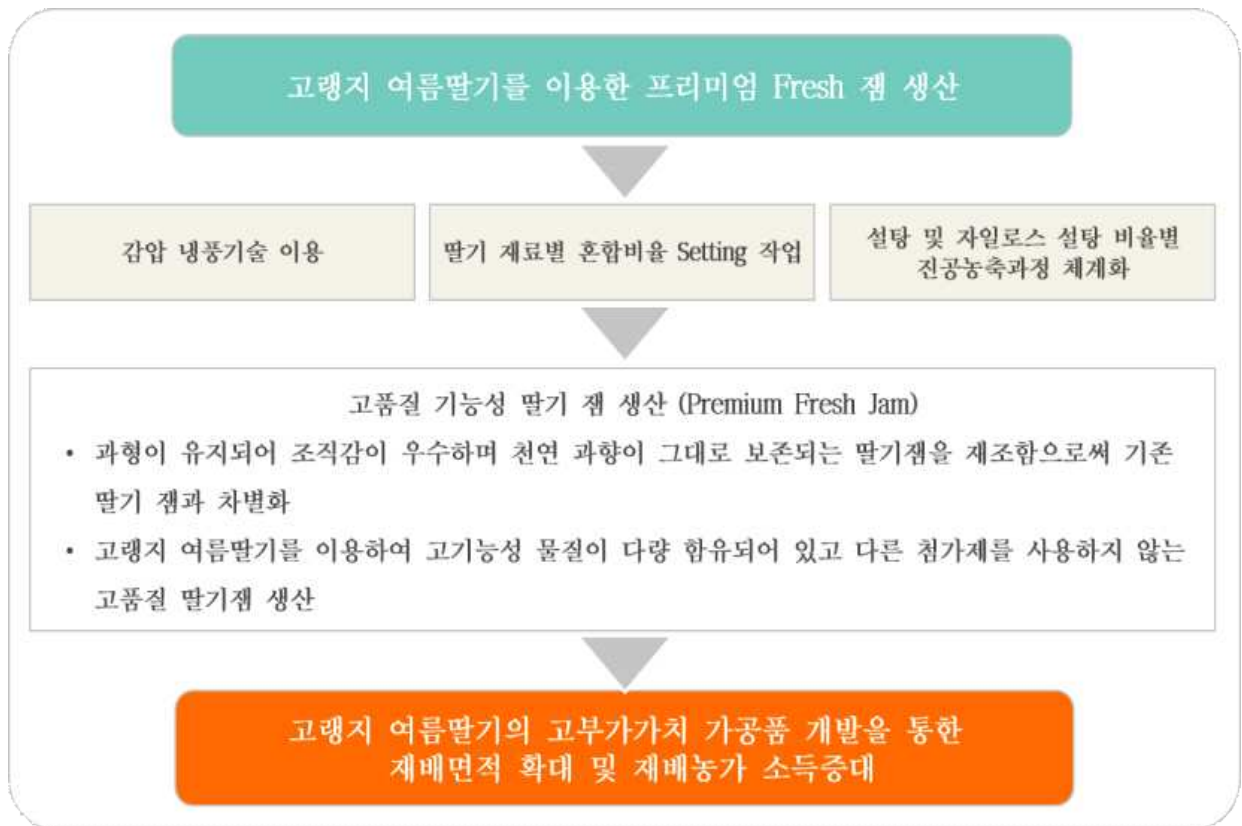 고랭지 여름딸기를 이용한 프리미엄 Fresh 잼 생산
감압 냉풍기술 이용
딸기 재료별 혼합비율 Setting 작업
설탕 및 자일로스 설탕 비율별
진공농축과정 체계화
고품질 기능성 딸기 잼 생산 (Premium Fresh Jam)
• 과형이 유지되어 조직감이 우수하며 천연 과향이 그대로 보존되는 딸기잼을 재조함으로써 기존
딸기 잼과 차별화
• 고랭지 여름딸기를 이용하여 고기능성 물질이 다량 함유되어 있고 다른 첨가제를 사용하지 않는
고품질 딸기잼 생산
고랭지 여름딸기의 고부가가치 가공품 개발을 통한
재배면적 확대 및 재배농가 소득증대